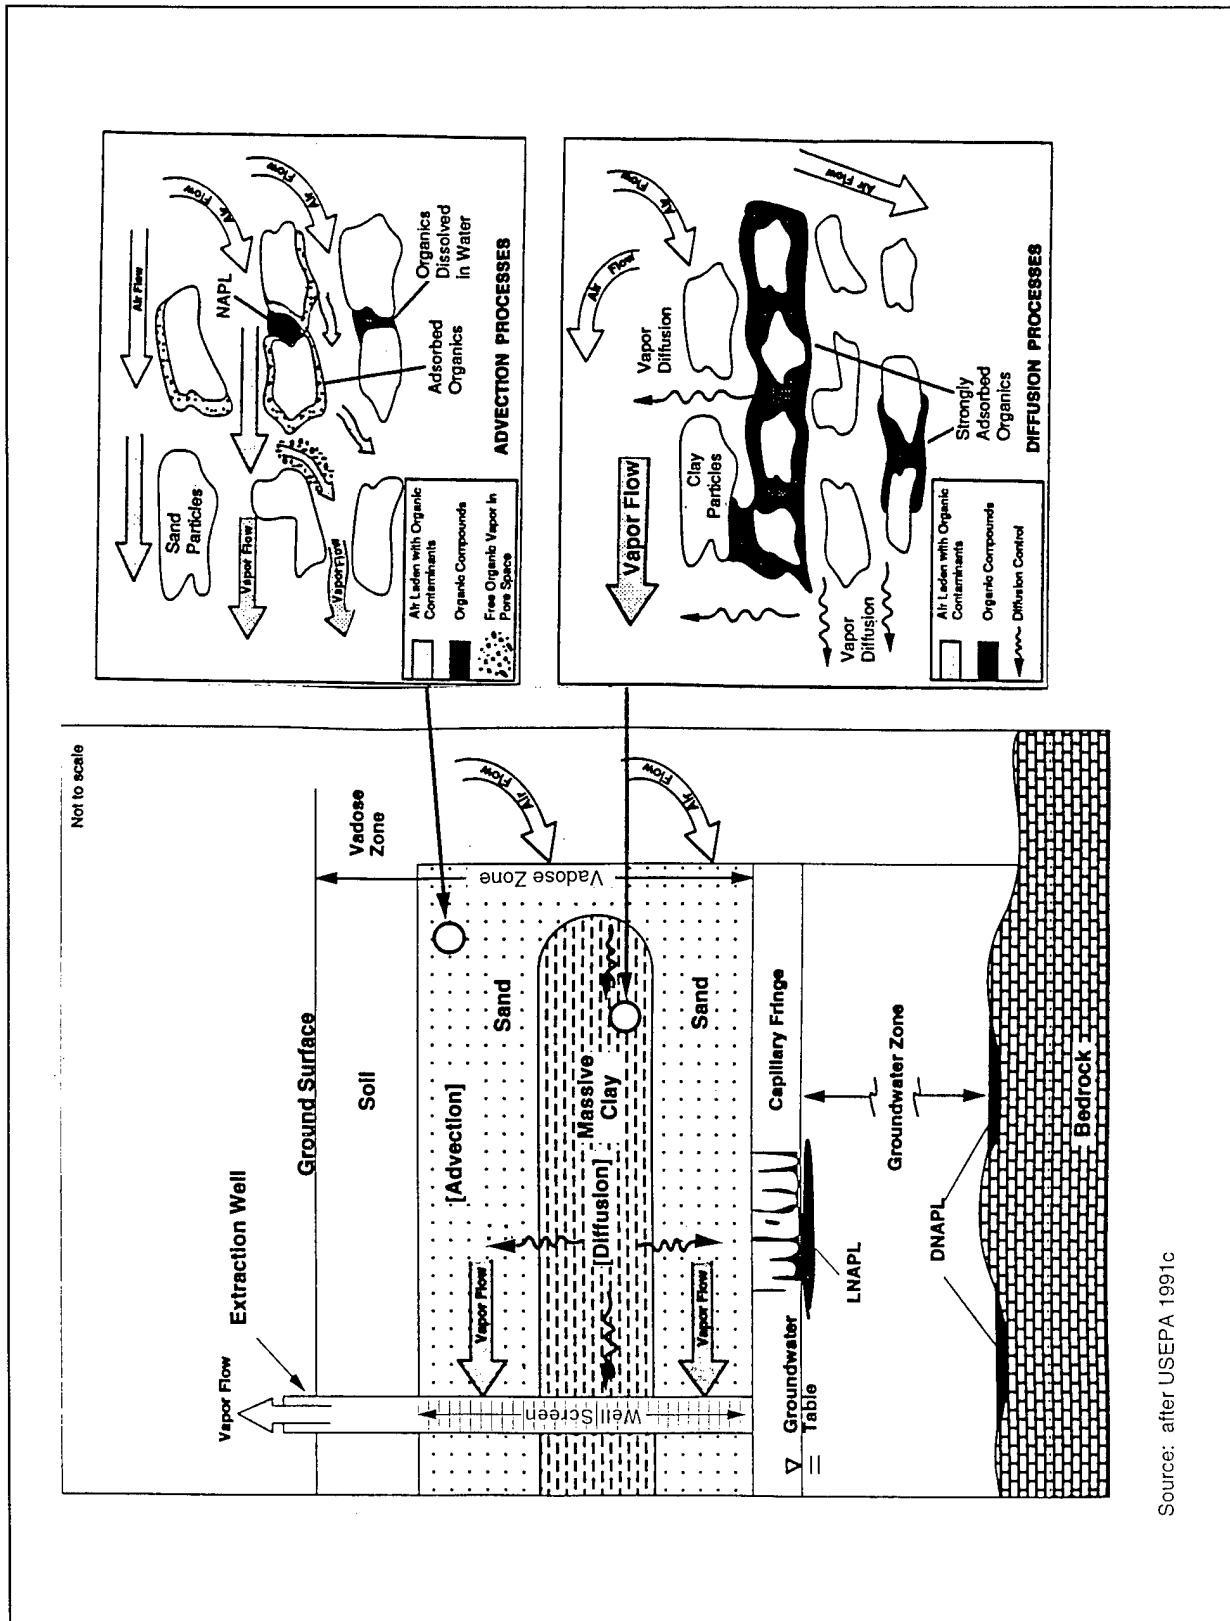 Not to scale
Vapor Flow
Extraction Well
Ground Surface
Soil
Vadose
Zone
[Advection]
Sand
Vapor Flow
Vadose Zone
Air
Flow
Well Screen
Massive
Clay
[Diffusion]
Vapor Flow
Sand
Air
Flow
Groundwater
Table
Capillary Fringe
LNAPL
Groundwater Zone
DNAPL
Bedrock
Air Flow
Air
Flow
Sand
Particles
NAPL
Air
Flow
Vapor Flow
Vapor Flow
Adsorbed
Organics
Organics
Dissolved
in Water
Air Laden with Organic
Contaminants
Organic Compounds
Free Organic Vapor in
Pore Space
ADVECTION PROCESSES
Air
Flow
Air
Flow
Vapor Flow
Vapor
Diffusion
Clay
Particles
Air Flow
Vapor
Diffusion
Strongly
Adsorbed
Organics
Air Laden with Organic
Contaminants
Organic Compounds
Diffusion Control
DIFFUSION PROCESSES
Source: after USEPA 1991c